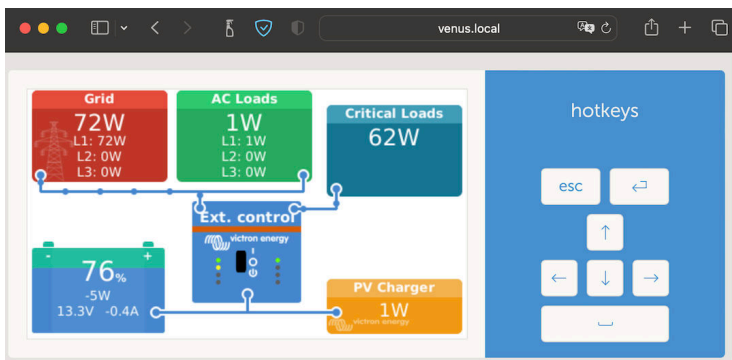 venus.local
Grid
72W
L1: 72W
L2: 0W
L3: 0W
AC Loads
1W
L1: 1W
L2: 0W
L3: 0W
Critical Loads
62W
Ext. control
victron energy
- +
76%
-5W
13.3V -0.4A
PV Charger
1W
victron energy
hotkeys
esc